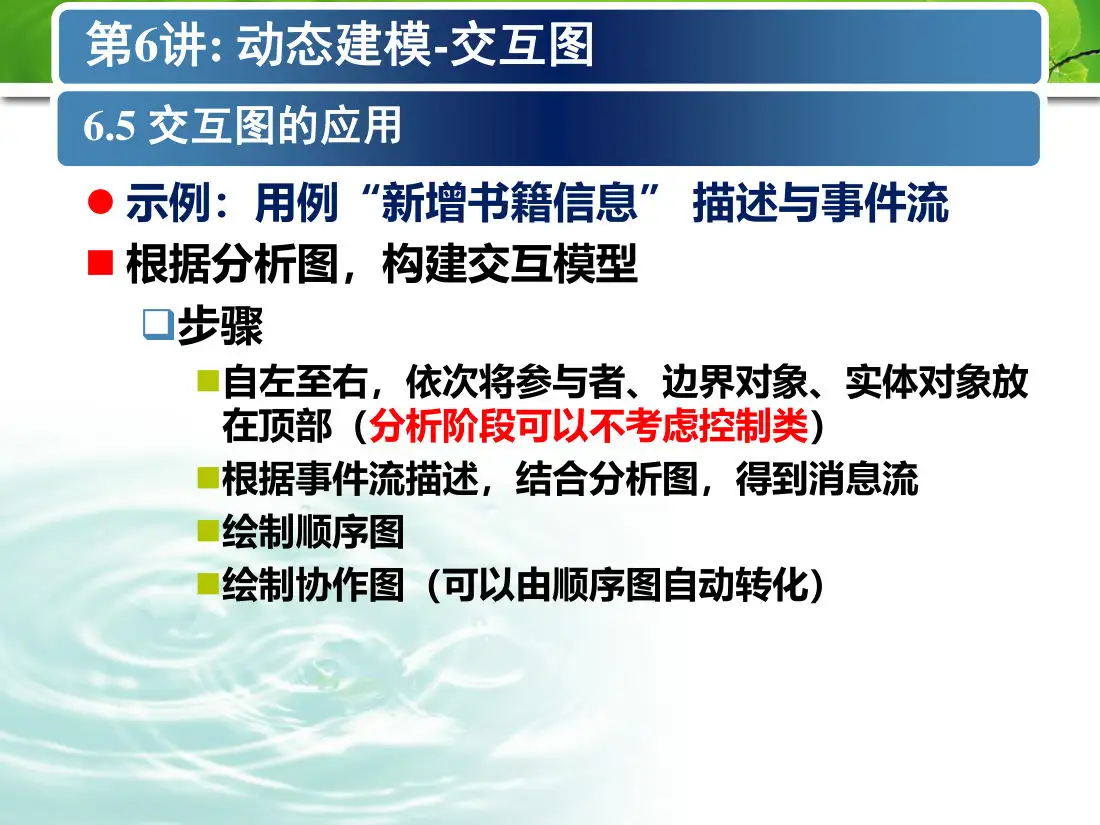 第6讲: 动态建模-交互图
6.5 交互图的应用
示例：用例“新增书籍信息” 描述与事件流
根据分析图，构建交互模型
步骤
自左至右，依次将参与者、边界对象、实体对象放
在顶部（分析阶段可以不考虑控制类）
根据事件流描述，结合分析图，得到消息流
绘制顺序图
绘制协作图（可以由顺序图自动转化）